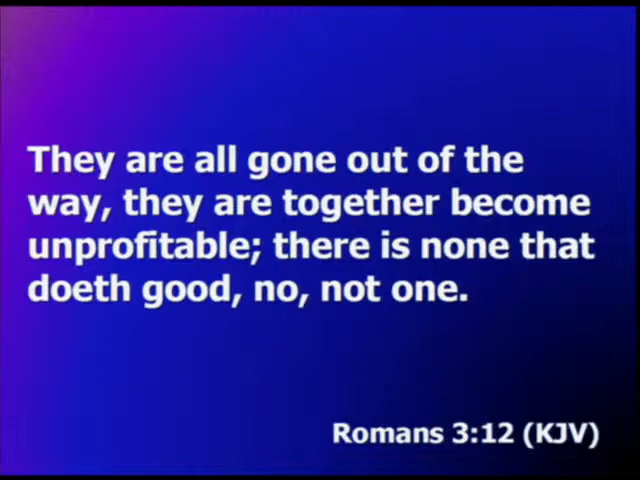 They are all gone out of the
way, they are together become
unprofitable; there is none that
doeth good, no, not one.
Romans 3:12 (KJV)